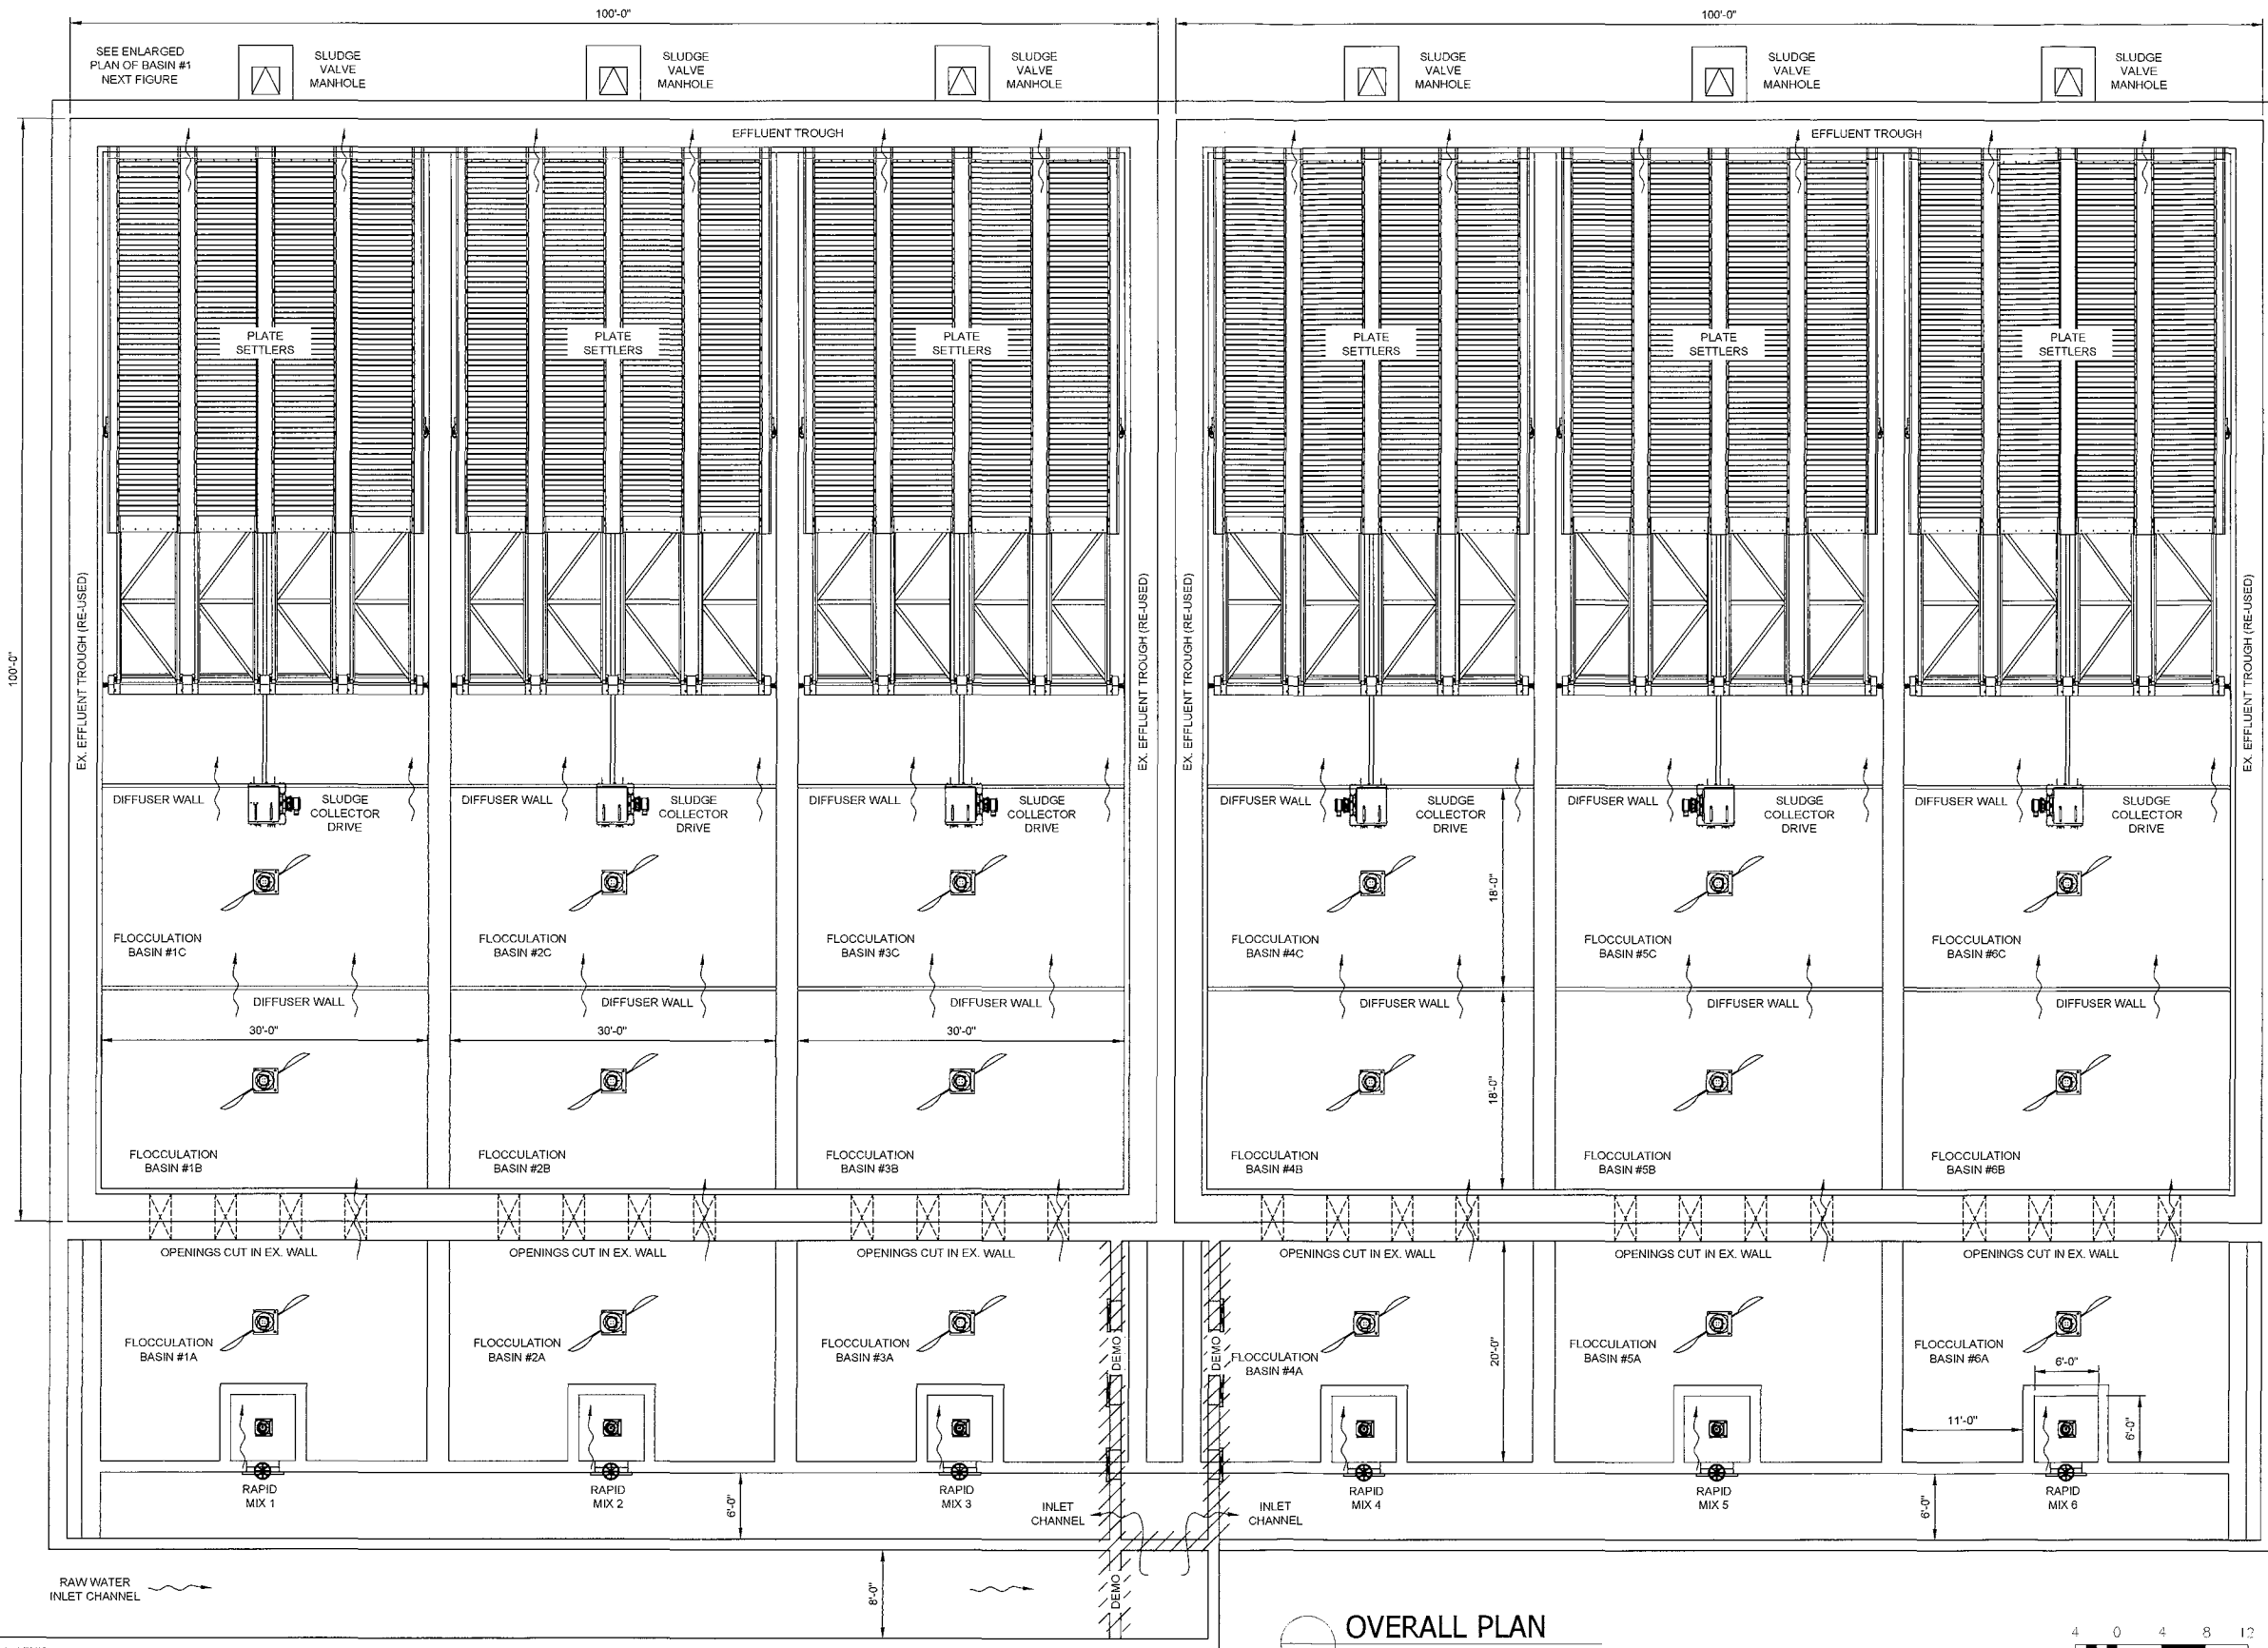 100'-0"
100'-0"
SEE ENLARGED
PLAN OF BASIN #1
NEXT FIGURE
SLUDGE
VALVE
MANHOLE
SLUDGE
VALVE
MANHOLE
SLUDGE
VALVE
MANHOLE
SLUDGE
VALVE
MANHOLE
SLUDGE
VALVE
MANHOLE
SLUDGE
VALVE
MANHOLE
EFFLUENT TROUGH
EFFLUENT TROUGH
PLATE
SETTLERS
PLATE
SETTLERS
PLATE
SETTLERS
PLATE
SETTLERS
PLATE
SETTLERS
PLATE
SETTLERS
100'-0"
EX. EFFLUENT TROUGH (RE-USED)
EX. EFFLUENT TROUGH (RE-USED)
EX. EFFLUENT TROUGH (RE-USED)
EX. EFFLUENT TROUGH (RE-USED)
DIFFUSER WALL
SLUDGE
COLLECTOR
DRIVE
DIFFUSER WALL
SLUDGE
COLLECTOR
DRIVE
DIFFUSER WALL
SLUDGE
COLLECTOR
DRIVE
DIFFUSER WALL
SLUDGE
COLLECTOR
DRIVE
DIFFUSER WALL
SLUDGE
COLLECTOR
DRIVE
DIFFUSER WALL
SLUDGE
COLLECTOR
DRIVE
18'-0"
FLOCCULATION
BASIN #1C
FLOCCULATION
BASIN #2C
FLOCCULATION
BASIN #3C
FLOCCULATION
BASIN #4C
FLOCCULATION
BASIN #5C
FLOCCULATION
BASIN #6C
DIFFUSER WALL
DIFFUSER WALL
DIFFUSER WALL
DIFFUSER WALL
DIFFUSER WALL
DIFFUSER WALL
30'-0"
30'-0"
30'-0"
18'-0"
FLOCCULATION
BASIN #1B
FLOCCULATION
BASIN #2B
FLOCCULATION
BASIN #3B
FLOCCULATION
BASIN #4B
FLOCCULATION
BASIN #5B
FLOCCULATION
BASIN #6B
OPENINGS CUT IN EX. WALL
OPENINGS CUT IN EX. WALL
OPENINGS CUT IN EX. WALL
OPENINGS CUT IN EX. WALL
OPENINGS CUT IN EX. WALL
OPENINGS CUT IN EX. WALL
FLOCCULATION
BASIN #1A
FLOCCULATION
BASIN #2A
FLOCCULATION
BASIN #3A
DEMO
DEMO
FLOCCULATION
BASIN #4A
20'-0"
FLOCCULATION
BASIN #5A
FLOCCULATION
BASIN #6A
6'-0"
11'-0"
6'-0"
RAPID
MIX 1
RAPID
MIX 2
RAPID
MIX 3
RAPID
MIX 4
RAPID
MIX 5
RAPID
MIX 6
6'-0"
INLET
CHANNEL
INLET
CHANNEL
6'-0"
RAW WATER
INLET CHANNEL
8'-0"
DEMO
OVERALL PLAN
4 0 4 8 12